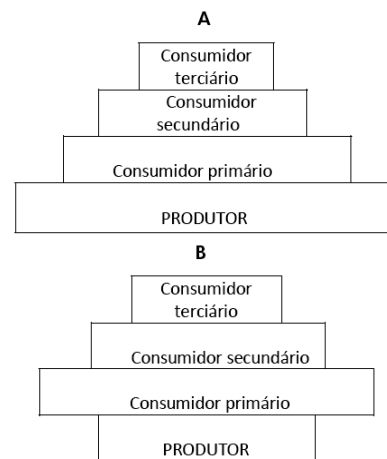 A
Consumidor
terciário
Consumidor
secundário
Consumidor primário
PRODUTOR
B
Consumidor
terciário
Consumidor secundário
Consumidor primário
PRODUTOR